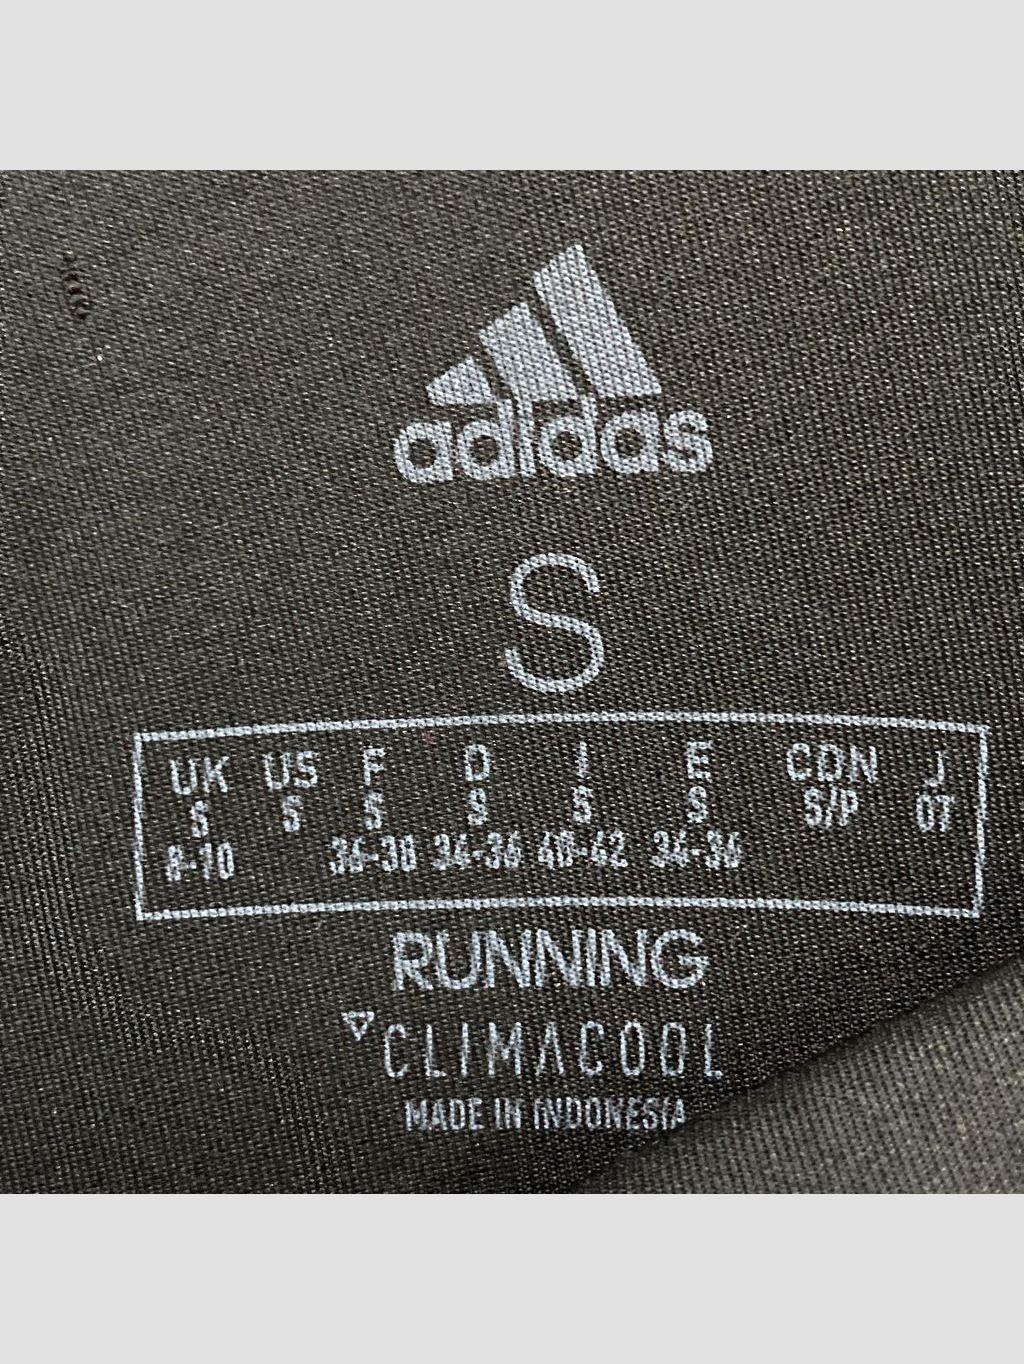 adidas
S
UK US F D I E CDN J
S S S S S S S/P OT
8-10 36-38 34-36 40-42 34-36
RUNNING
CLIMACOOL
MADE IN INDONESIA